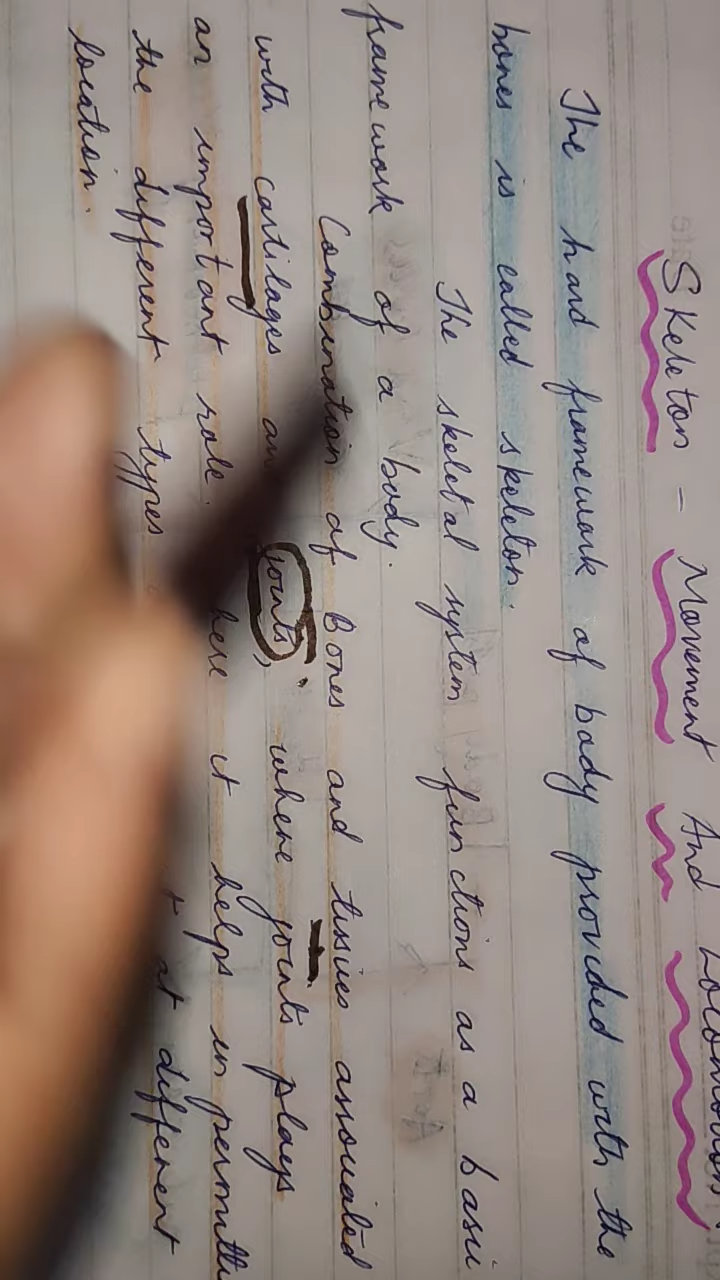 Skeleton - Movement And Locomotion
The hard framework of body provided with the
bones is called skeleton.
The skeletal system functions as a basic
framework of a body.
Combination of Bones and tissues associated
with cartilages joints, where joints plays
an important role. here it helps in
the different types at different
location.